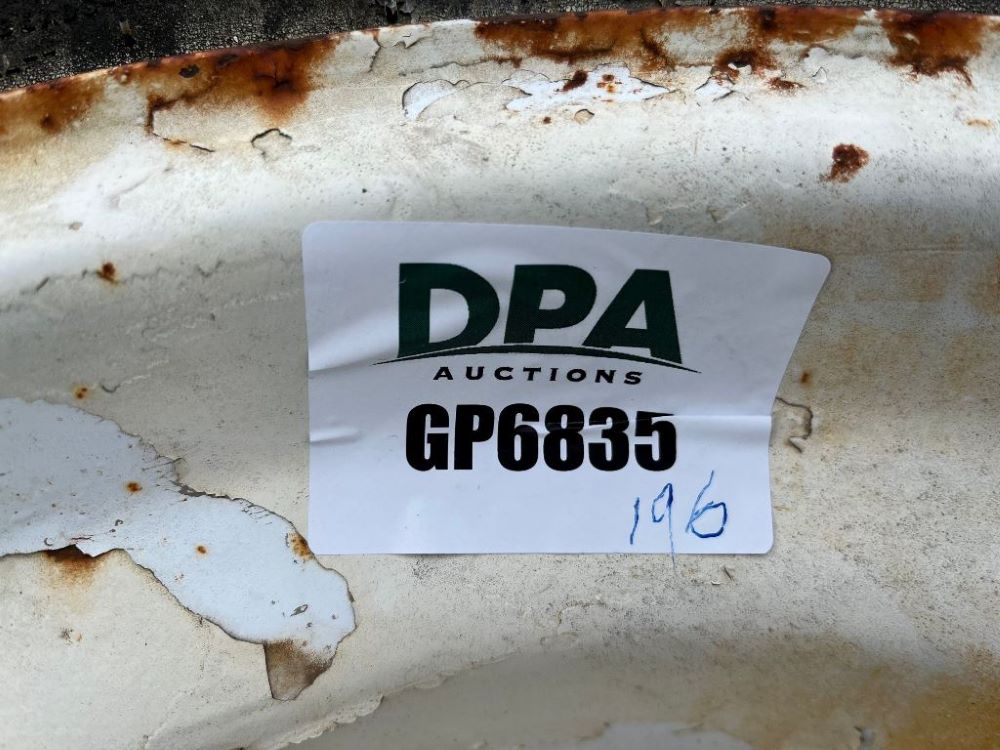 DPA
AUCTIONS
GP6835
196